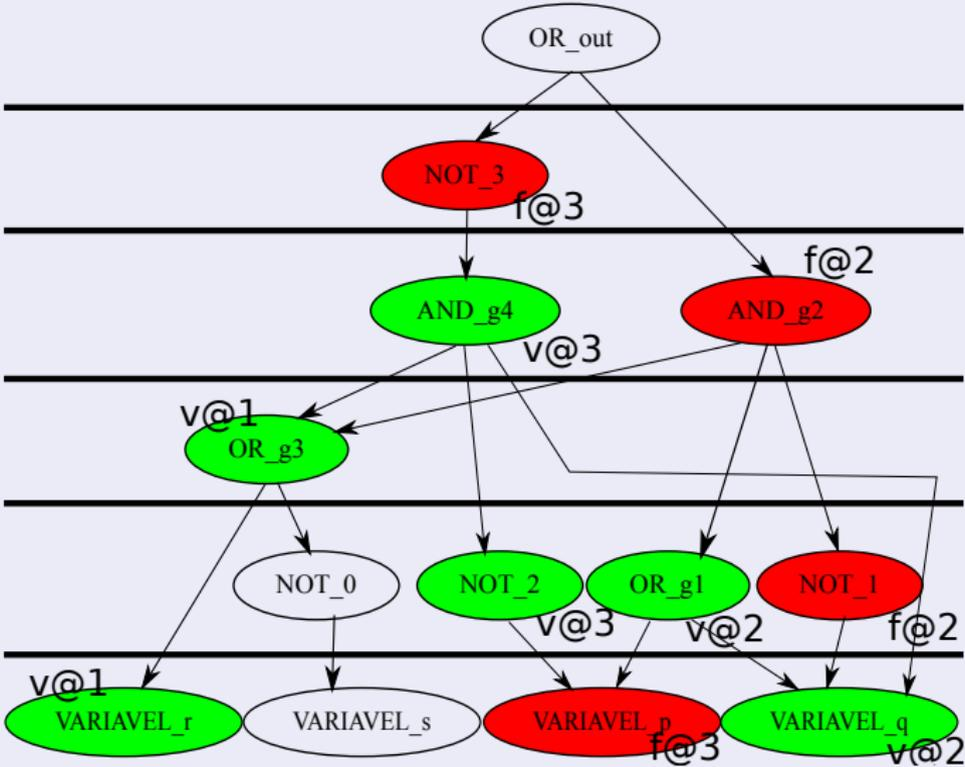 OR_out
NOT_3
f@3
f@2
AND_g4
AND_g2
v@3
v@1
OR_g3
NOT_0
NOT_2
OR_g1
NOT_1
v@3
v@2
f@2
v@1
VARIAVEL_r
VARIAVEL_s
VARIAVEL_p
VARIAVEL_q
f@3
v@2